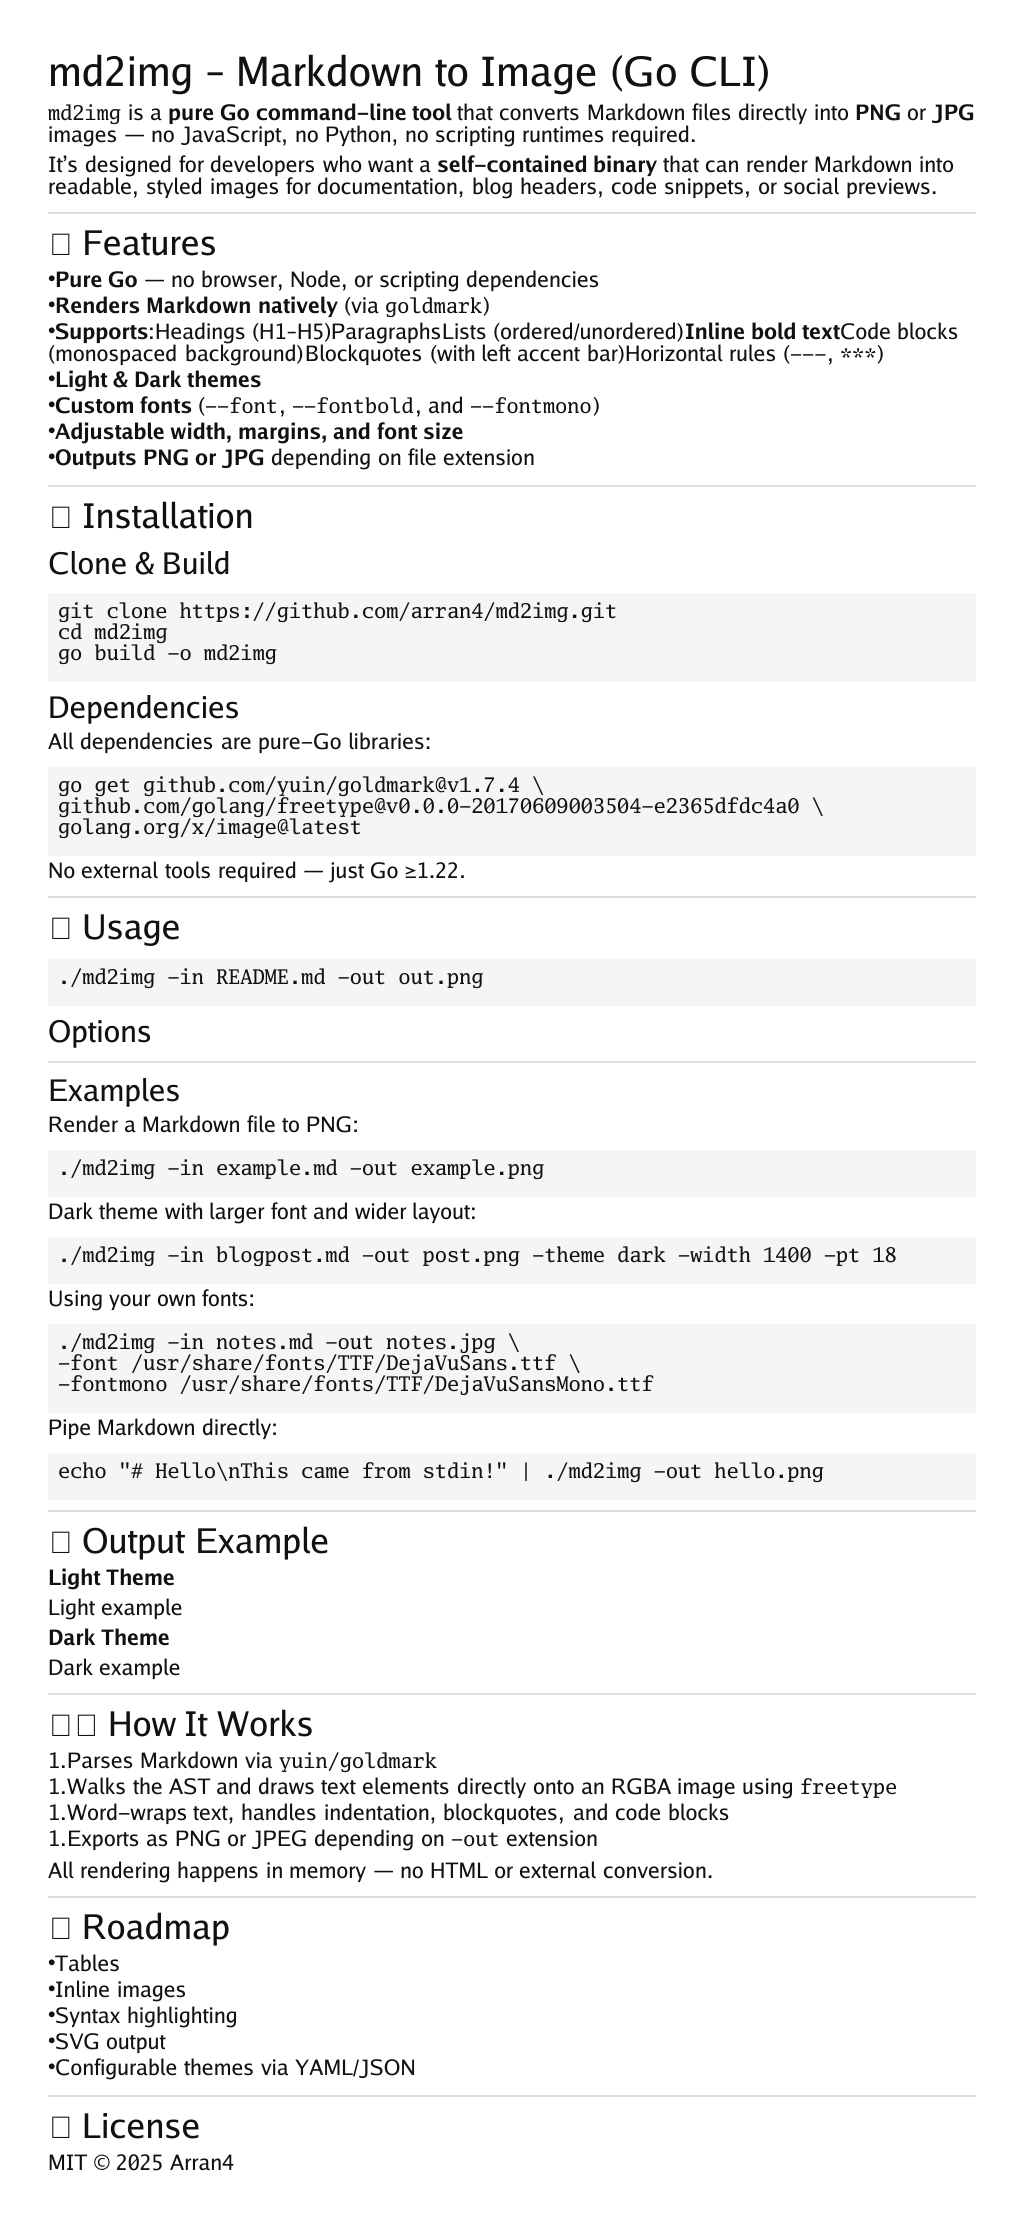 md2img – Markdown to Image (Go CLI)
md2img is a pure Go command-line tool that converts Markdown files directly into PNG or JPG
images — no JavaScript, no Python, no scripting runtimes required.
It’s designed for developers who want a self-contained binary that can render Markdown into
readable, styled images for documentation, blog headers, code snippets, or social previews.
□ Features
•Pure Go — no browser, Node, or scripting dependencies
•Renders Markdown natively (via goldmark)
•Supports:Headings (H1–H5)ParagraphsLists (ordered/unordered)Inline bold textCode blocks
(monospaced background)Blockquotes (with left accent bar)Horizontal rules (---, ***)
•Light & Dark themes
•Custom fonts (--font, --fontbold, and --fontmono)
•Adjustable width, margins, and font size
•Outputs PNG or JPG depending on file extension
□ Installation
Clone & Build
git clone https://github.com/arran4/md2img.git
cd md2img
go build -o md2img
Dependencies
All dependencies are pure-Go libraries:
go get github.com/yuin/goldmark@v1.7.4 \
github.com/golang/freetype@v0.0.0-20170609003504-e2365dfdc4a0 \
golang.org/x/image@latest
No external tools required — just Go ≥1.22.
□ Usage
./md2img -in README.md -out out.png
Options
Examples
Render a Markdown file to PNG:
./md2img -in example.md -out example.png
Dark theme with larger font and wider layout:
./md2img -in blogpost.md -out post.png -theme dark -width 1400 -pt 18
Using your own fonts:
./md2img -in notes.md -out notes.jpg \
-font /usr/share/fonts/TTF/DejaVuSans.ttf \
-fontmono /usr/share/fonts/TTF/DejaVuSansMono.ttf
Pipe Markdown directly:
echo "# Hello\nThis came from stdin!" | ./md2img -out hello.png
□ Output Example
Light Theme
Light example
Dark Theme
Dark example
□□ How It Works
1.Parses Markdown via yuin/goldmark
1.Walks the AST and draws text elements directly onto an RGBA image using freetype
1.Word-wraps text, handles indentation, blockquotes, and code blocks
1.Exports as PNG or JPEG depending on -out extension
All rendering happens in memory — no HTML or external conversion.
□ Roadmap
•Tables
•Inline images
•Syntax highlighting
•SVG output
•Configurable themes via YAML/JSON
□ License
MIT © 2025 Arran4